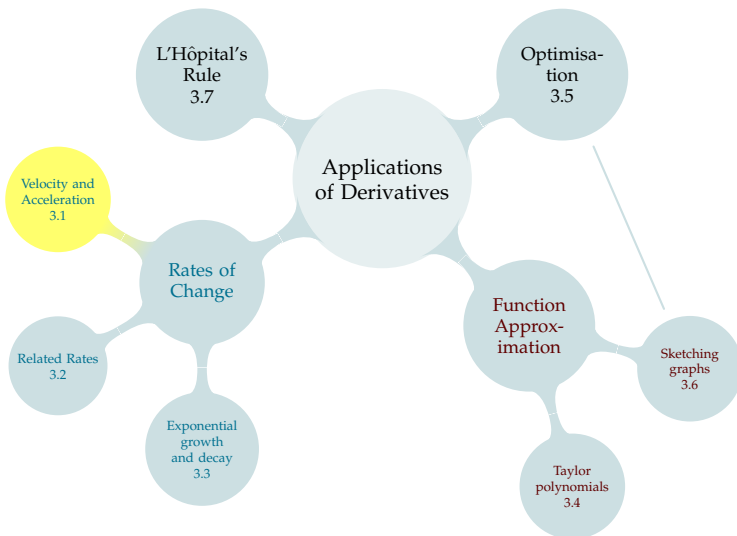 L'Hôpital's
Rule
3.7
Optimisa-
tion
3.5
Applications
of Derivatives
Velocity and
Acceleration
3.1
Rates of
Change
Related Rates
3.2
Exponential
growth
and decay
3.3
Function
Approx-
imation
Sketching
graphs
3.6
Taylor
polynomials
3.4